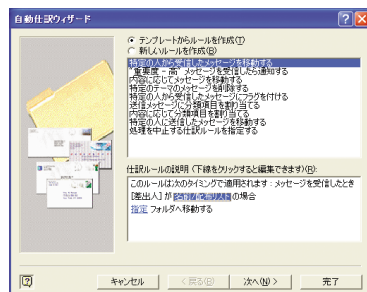 自動仕訳ウィザード
テンプレートからルールを作成(T)
新しいルールを作成(B)
特定の人から受信したメッセージを移動する
"重要度 - 高" メッセージを受信したら通知する
内容に応じてメッセージを移動する
特定のテーマのメッセージを削除する
特定の人から受信したメッセージにフラグを付ける
送信メッセージに分類項目を割り当てる
内容に応じて分類項目を割り当てる
特定の人に送信したメッセージを移動する
処理を中止する仕訳ルールを指定する
仕訳ルールの説明 (下線をクリックすると編集できます)(R):
このルールは次のタイミングで適用されます : メッセージを受信したとき
[差出人] が 名前/配布リスト の場合
指定 フォルダへ移動する
キャンセル
< 戻る(B)
次へ(N) >
完了